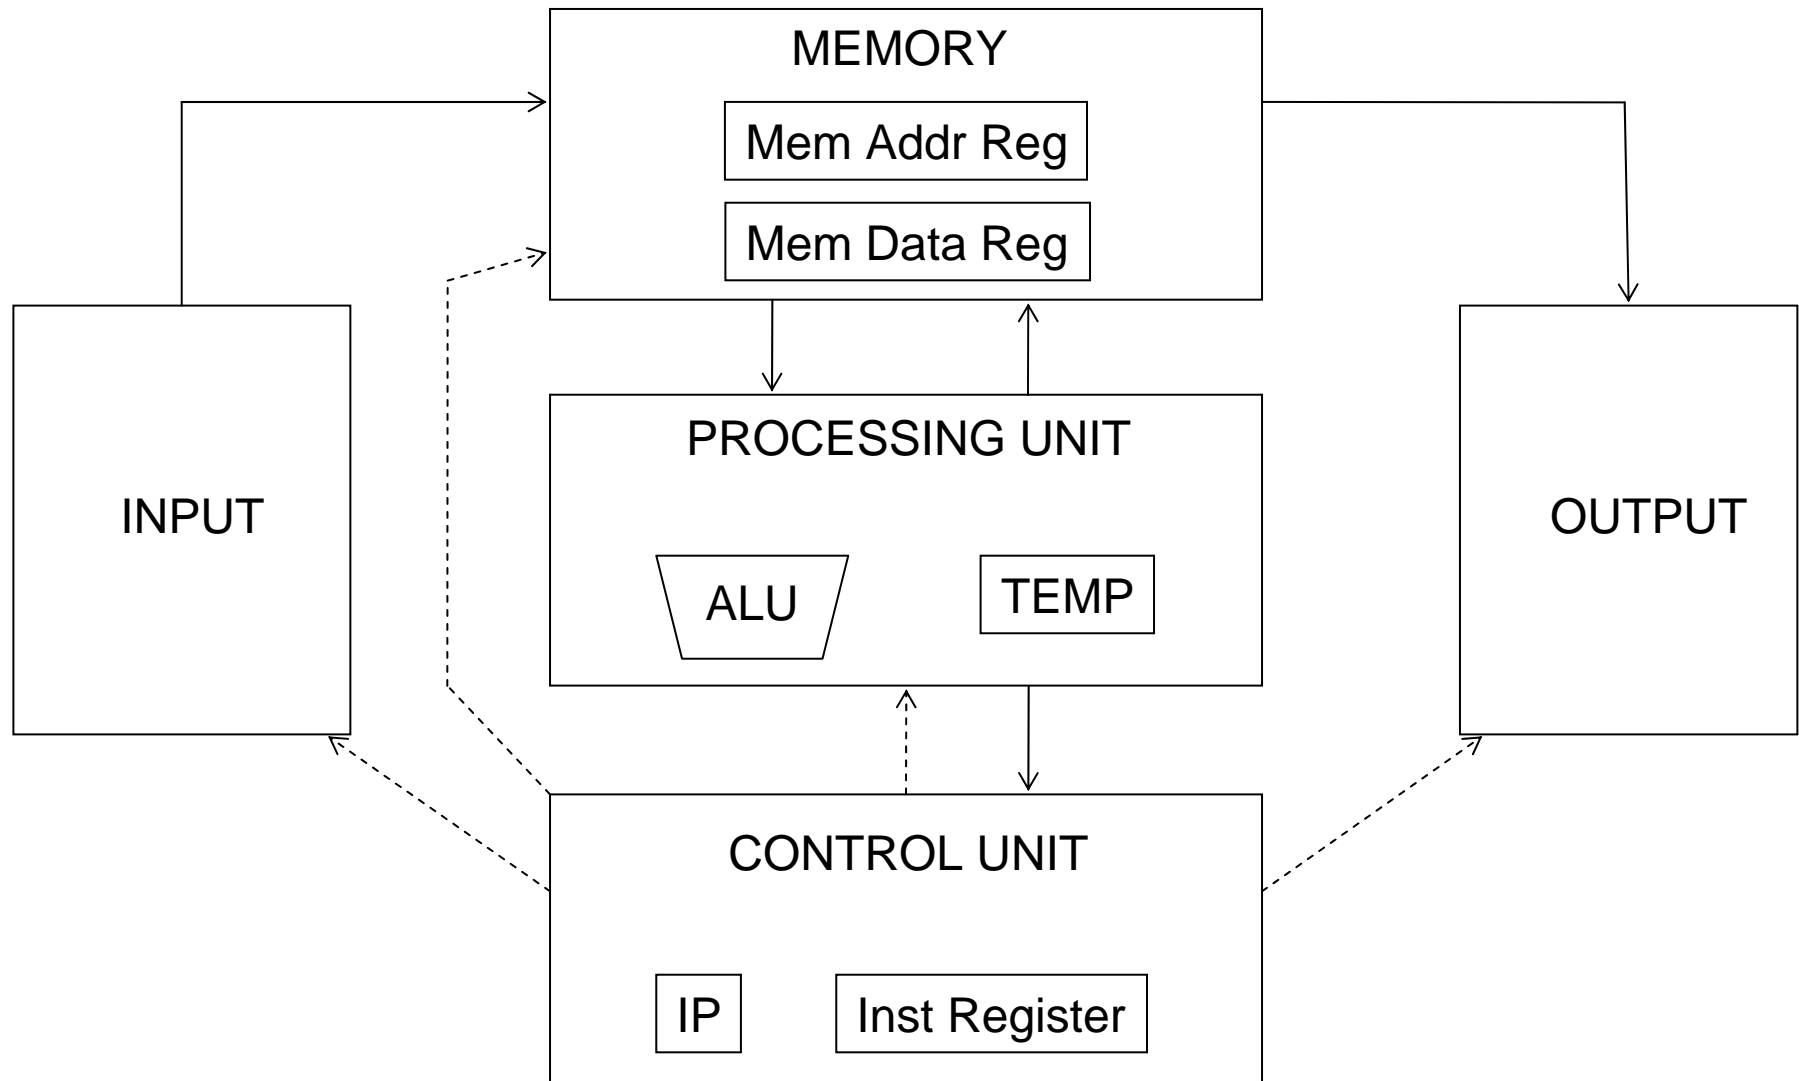 MEMORY
Mem Addr Reg
Mem Data Reg
INPUT
PROCESSING UNIT
ALU
TEMP
OUTPUT
CONTROL UNIT
IP
Inst Register